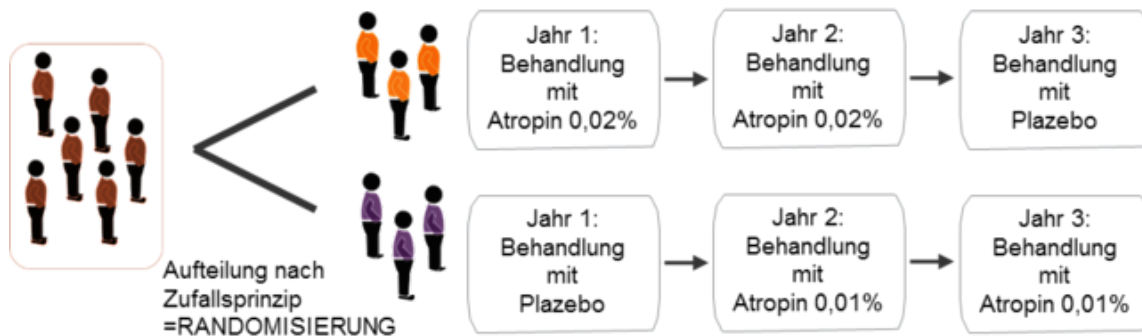 Jahr 1:
Behandlung
mit
Atropin 0,02%
Jahr 2:
Behandlung
mit
Atropin 0,02%
Jahr 3:
Behandlung
mit
Plazebo
Jahr 1:
Behandlung
mit
Plazebo
Jahr 2:
Behandlung
mit
Atropin 0,01%
Jahr 3:
Behandlung
mit
Atropin 0,01%
Aufteilung nach
Zufallsprinzip
=RANDOMISIERUNG